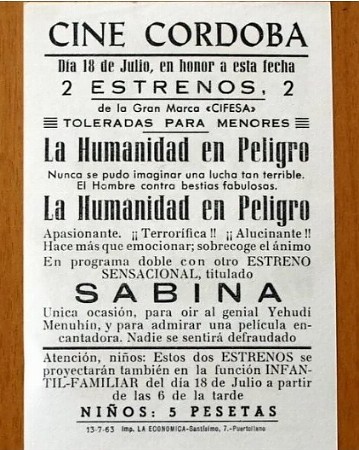 CINE CORDOBA
Día 18 de Julio, en honor a esta fecha
2 ESTRENOS, 2
de la Gran Marca «CIFESA»
TOLERADAS PARA MENORES
La Humanidad en Peligro
Nunca se pudo imaginar una lucha tan terrible.
El Hombre contra bestias fabulosas.
La Humanidad en Peligro
Apasionante. ¡¡Terrorífica!! ¡¡Alucinante!!
Hace más que emocionar; sobrecoge el ánimo
En programa doble con otro ESTRENO
SENSACIONAL, titulado
SABINA
Unica ocasión, para oir al genial Yehudi
Menuhín, y para admirar una película en-
cantadora. Nadie se sentirá defraudado
Atención, niños: Estos dos ESTRENOS se
proyectarán también en la función INFAN-
TIL-FAMILIAR del día 18 de Julio a partir
de las 6 de la tarde
NIÑOS: 5 PESETAS
13-7-63 Imp. LA ECONOMICA-Santísimo, 7.-Puertollano